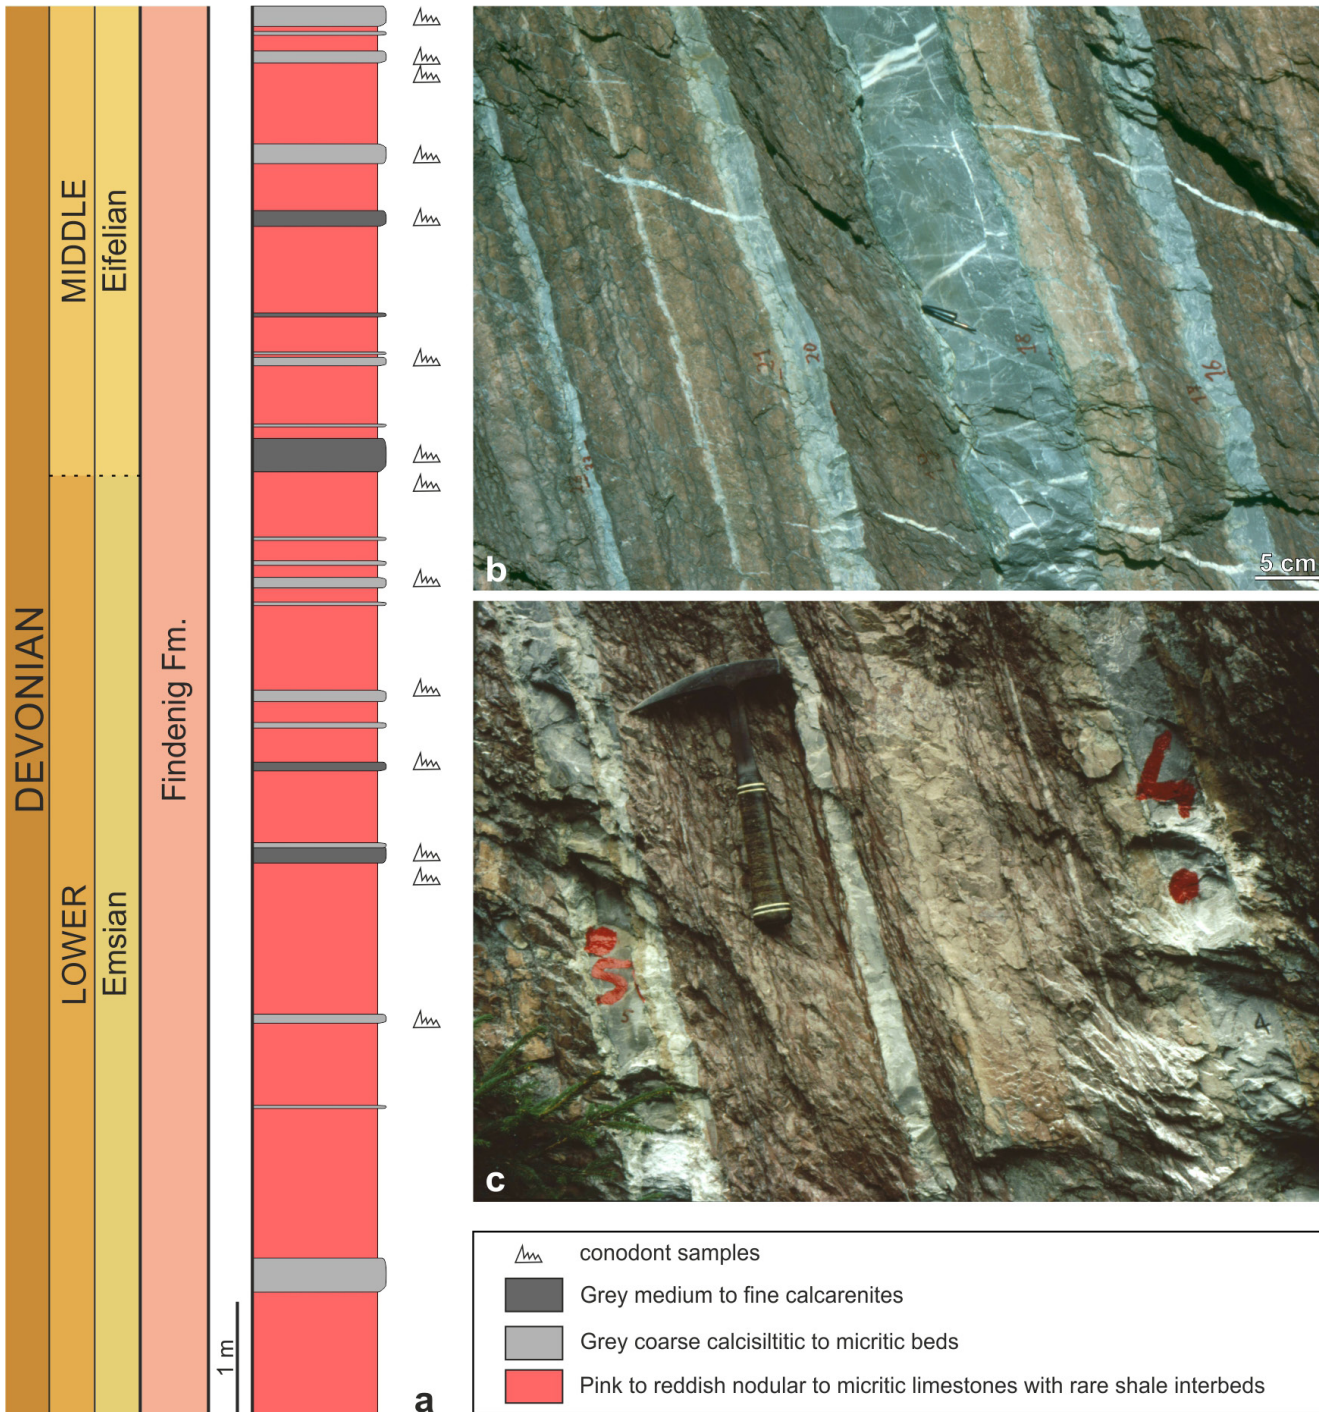 DEVONIAN
MIDDLE
LOWER
Eifelian
Emsian
Findenig Fm.
1 m
a
21
20
18
16
b
5 cm
5
4
c
conodont samples
Grey medium to fine calcarenites
Grey coarse calcisiltitic to micritic beds
Pink to reddish nodular to micritic limestones with rare shale interbeds